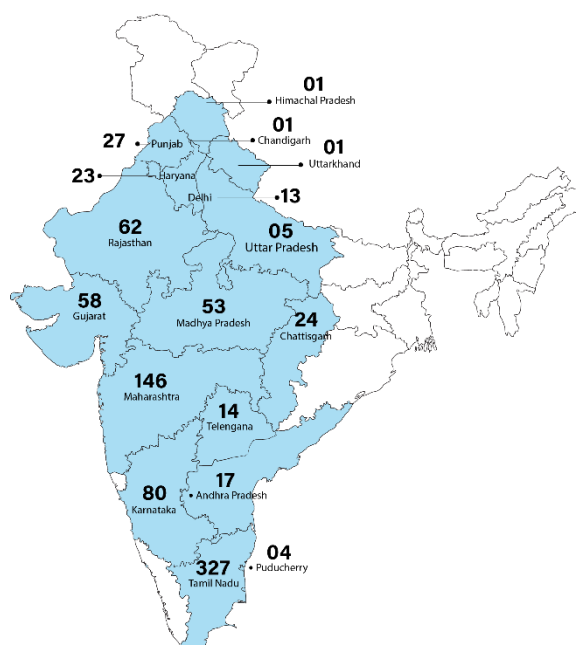 01
Himachal Pradesh
01
Chandigarh
27
Punjab
01
Uttarkhand
23
Haryana
Delhi
13
62
Rajasthan
05
Uttar Pradesh
58
Gujarat
53
Madhya Pradesh
24
Chattisgarh
146
Maharashtra
14
Telengana
80
Karnataka
17
Andhra Pradesh
327
Tamil Nadu
04
Puducherry